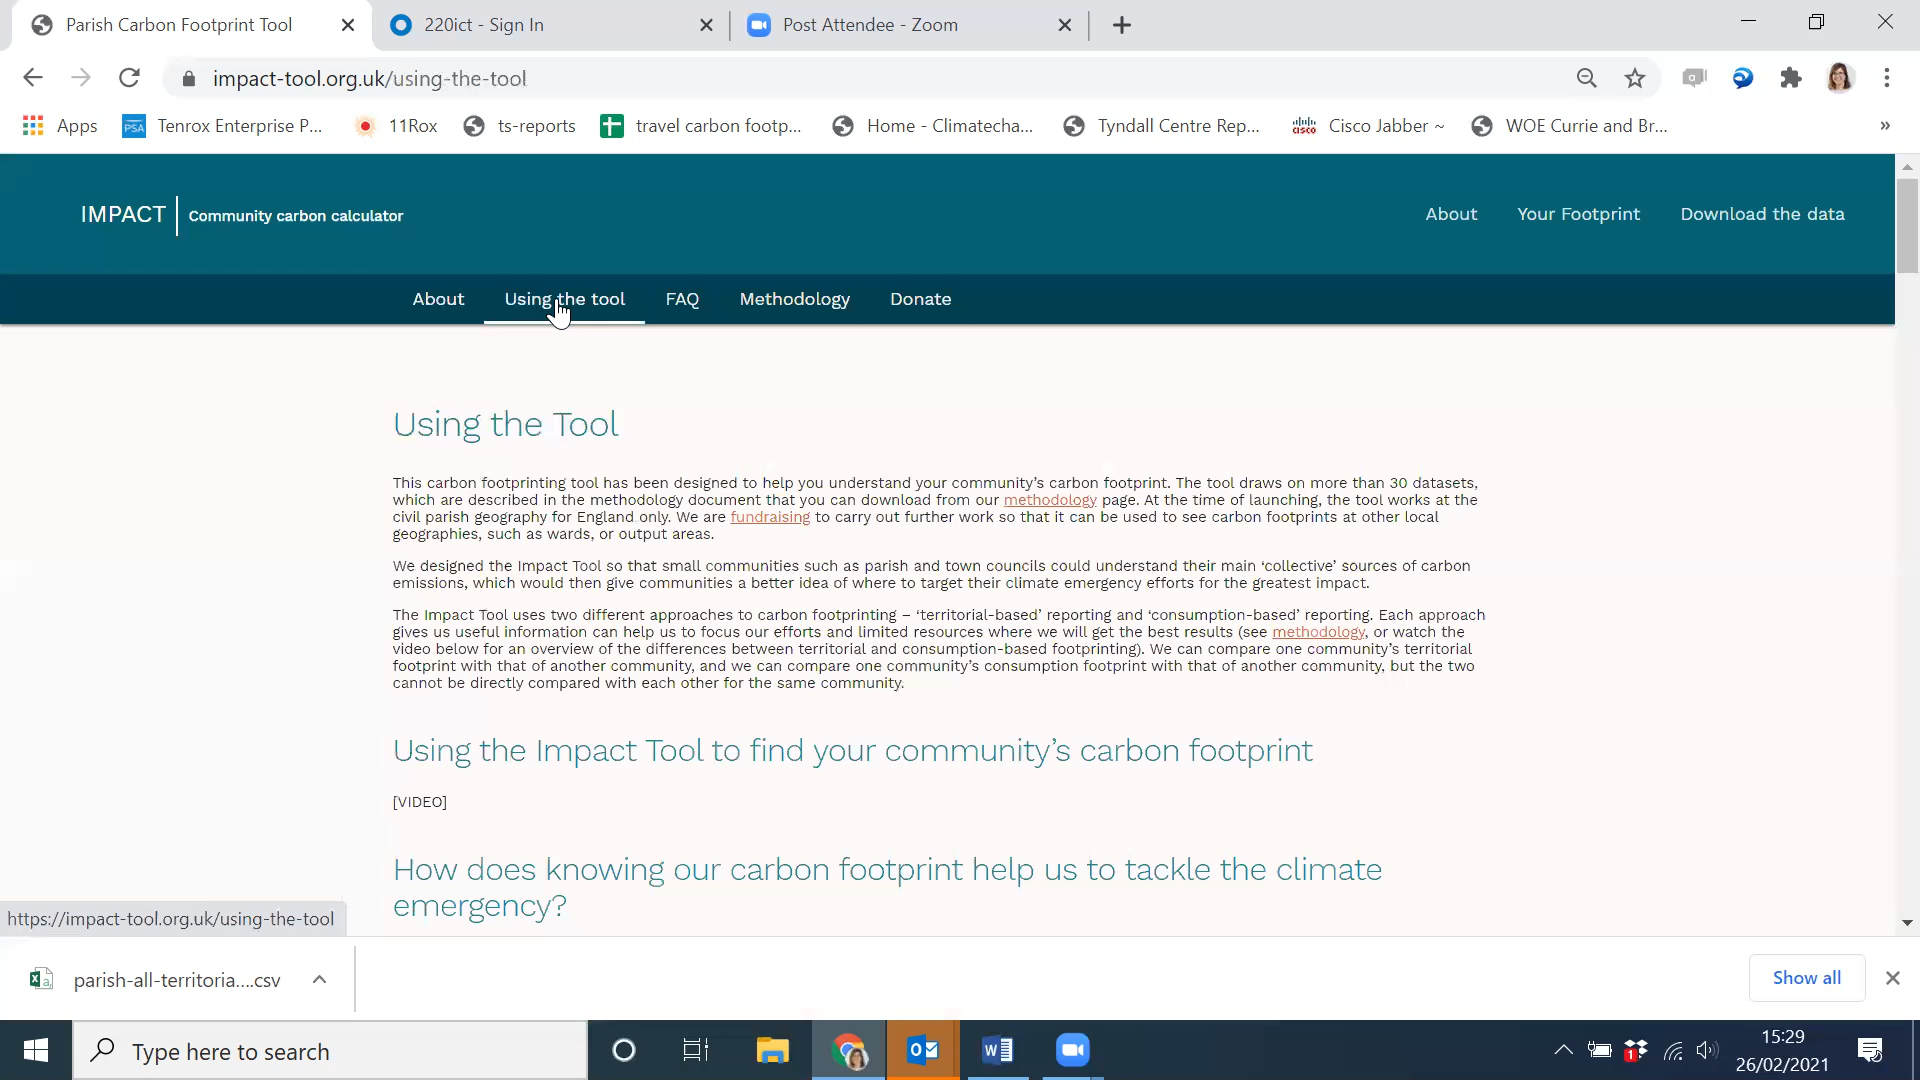 Parish Carbon Footprint Tool
220ict - Sign In
Post Attendee - Zoom
impact-tool.org.uk/using-the-tool
Apps
PSA
Tenrox Enterprise P...
11Rox
ts-reports
travel carbon footp...
Home - Climatecha...
Tyndall Centre Rep...
CISCO
Cisco Jabber ~
WOE Currie and Br...
»
IMPACT
Community carbon calculator
About
Your Footprint
Download the data
About
Using the tool
FAQ
Methodology
Donate
Using the Tool
This carbon footprinting tool has been designed to help you understand your community’s carbon footprint. The tool draws on more than 30 datasets,
which are described in the methodology document that you can download from our methodology page. At the time of launching, the tool works at the
civil parish geography for England only. We are fundraising to carry out further work so that it can be used to see carbon footprints at other local
geographies, such as wards, or output areas.
We designed the Impact Tool so that small communities such as parish and town councils could understand their main ‘collective’ sources of carbon
emissions, which would then give communities a better idea of where to target their climate emergency efforts for the greatest impact.
The Impact Tool uses two different approaches to carbon footprinting – ‘territorial-based’ reporting and ‘consumption-based’ reporting. Each approach
gives us useful information can help us to focus our efforts and limited resources where we will get the best results (see methodology, or watch the
video below for an overview of the differences between territorial and consumption-based footprinting). We can compare one community’s territorial
footprint with that of another community, and we can compare one community’s consumption footprint with that of another community, but the two
cannot be directly compared with each other for the same community.
Using the Impact Tool to find your community’s carbon footprint
[VIDEO]
How does knowing our carbon footprint help us to tackle the climate
emergency?
https://impact-tool.org.uk/using-the-tool
parish-all-territoria....csv
Show all
Type here to search
1
15:29
26/02/2021